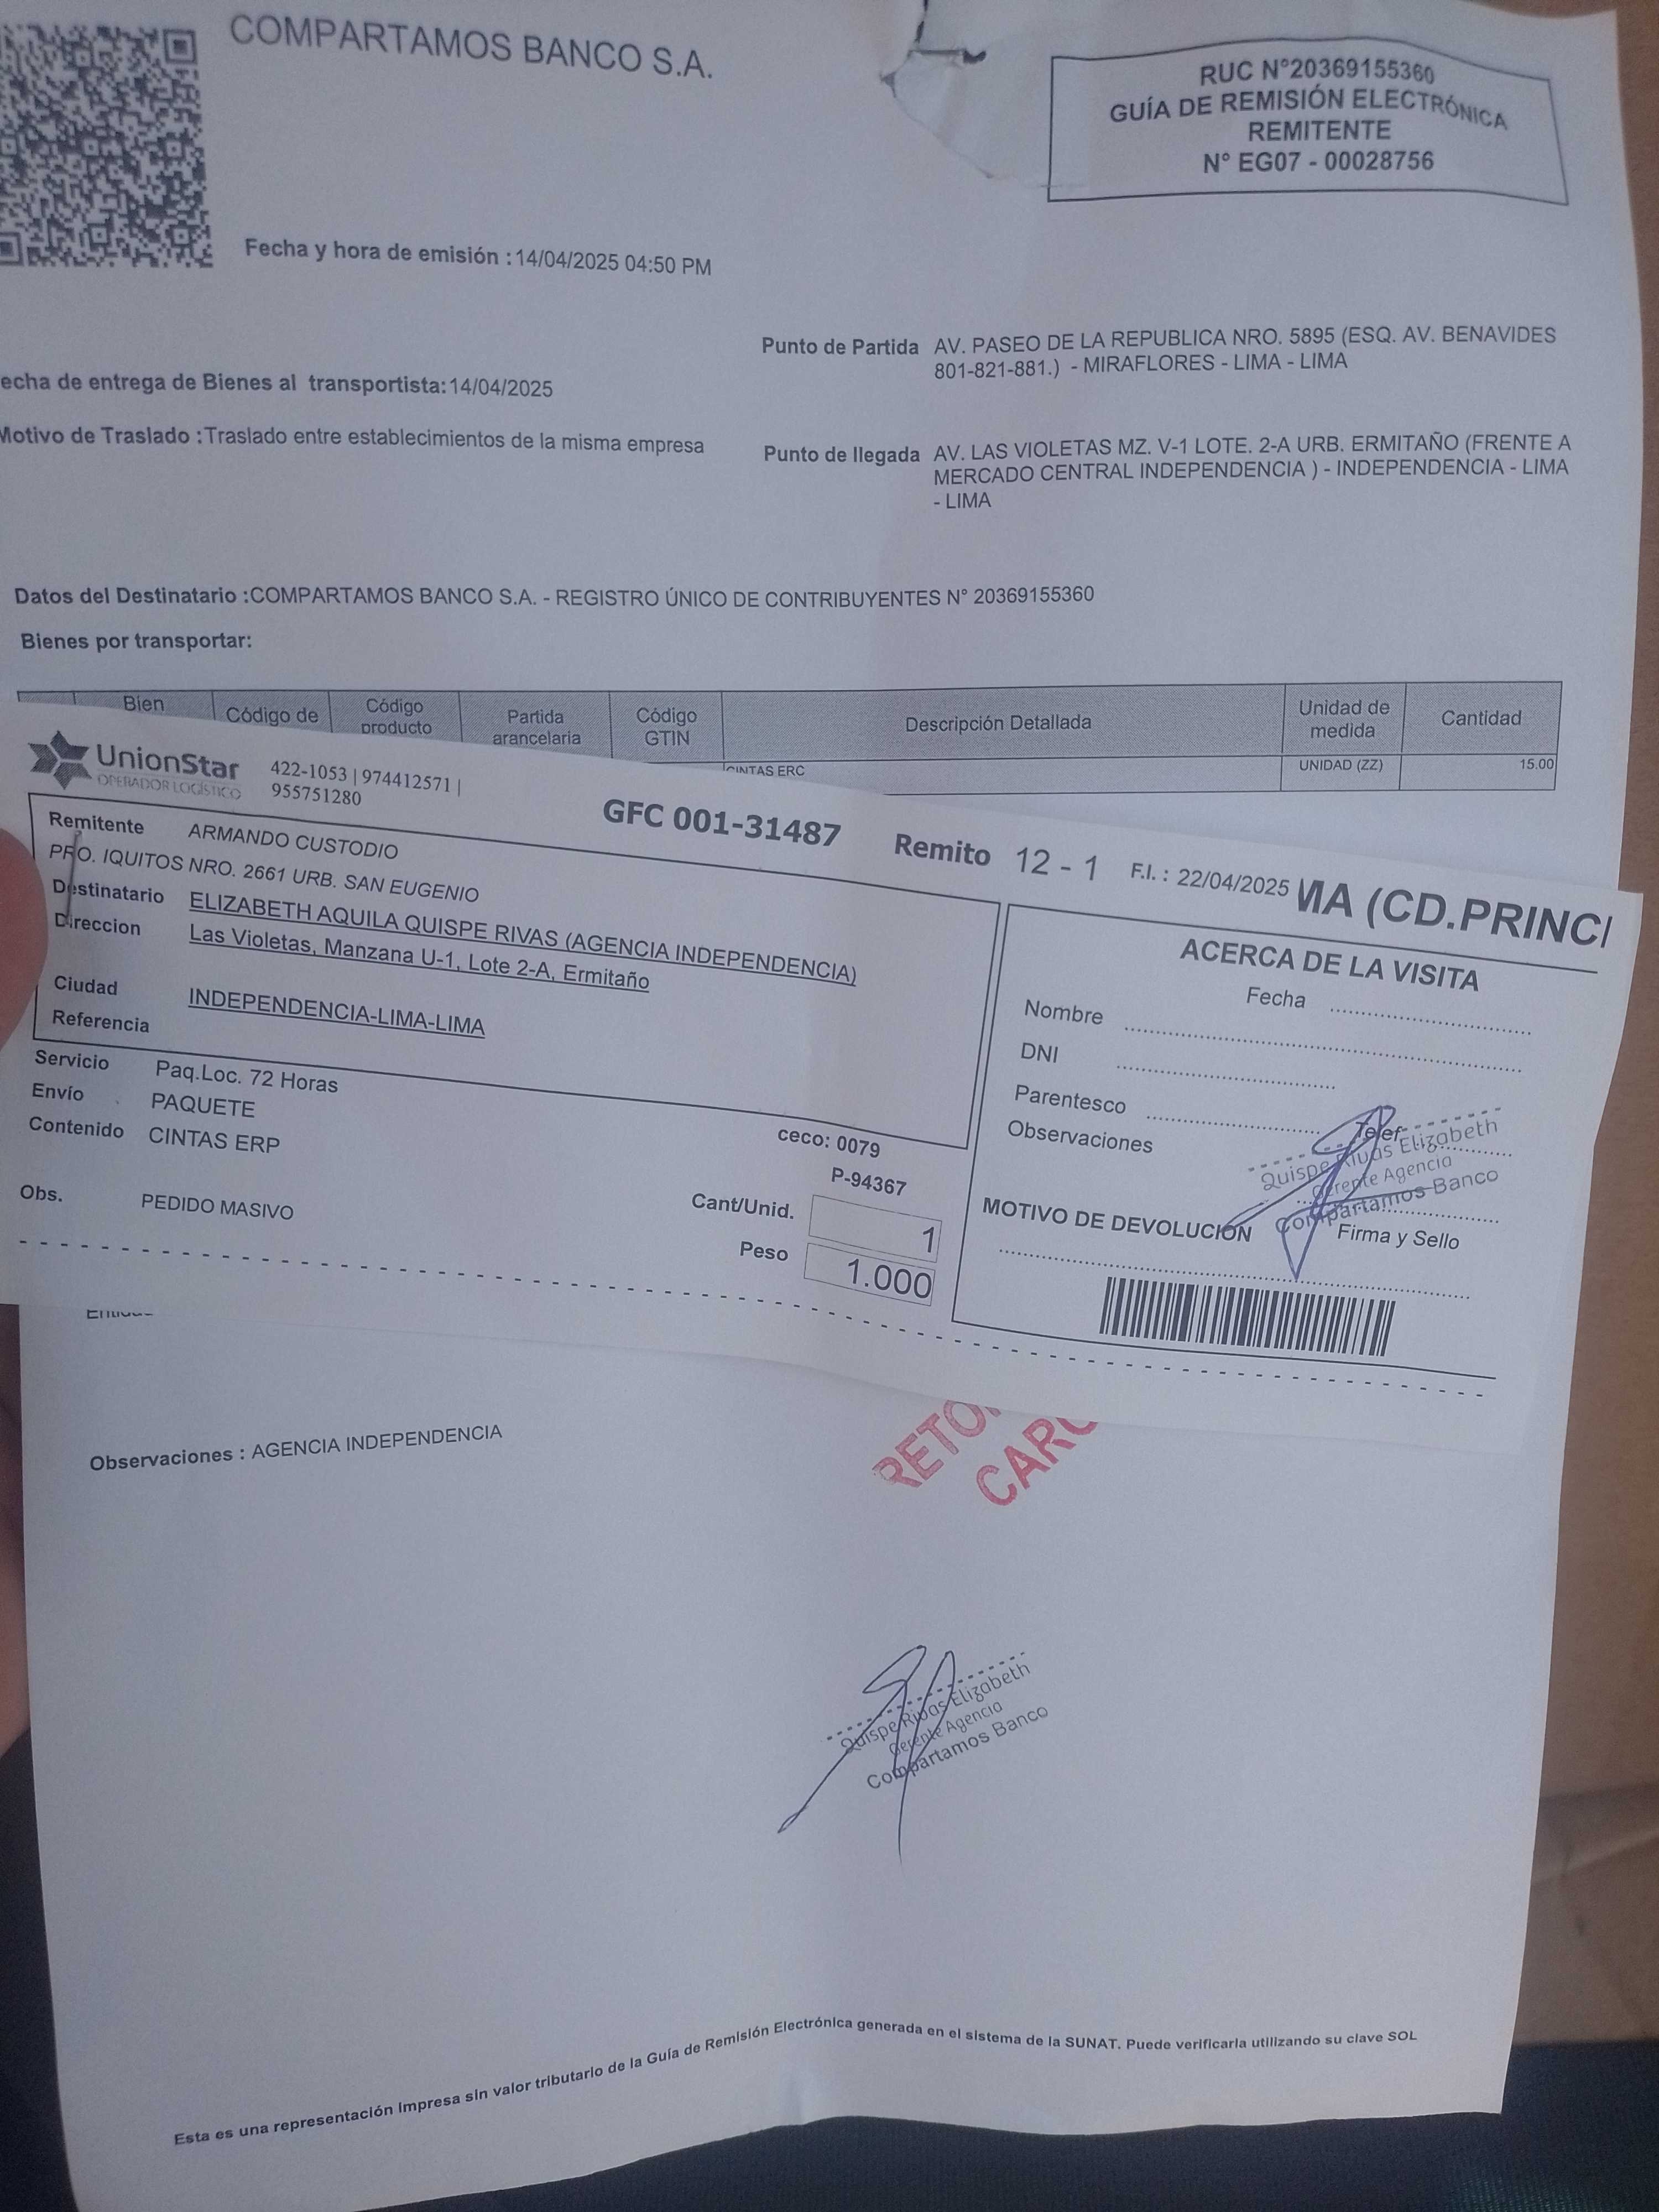 COMPARTAMOS BANCO S.A.
RUC N°20369155360
GUÍA DE REMISIÓN ELECTRÓNICA
REMITENTE
N° EG07 - 00028756
Fecha y hora de emisión :14/04/2025 04:50 PM
echa de entrega de Bienes al transportista:14/04/2025
Motivo de Traslado :Traslado entre establecimientos de la misma empresa
Punto de Partida AV. PASEO DE LA REPUBLICA NRO. 5895 (ESQ. AV. BENAVIDES
801-821-881.) - MIRAFLORES - LIMA - LIMA
Punto de llegada AV. LAS VIOLETAS MZ. V-1 LOTE. 2-A URB. ERMITAÑO (FRENTE A
MERCADO CENTRAL INDEPENDENCIA ) - INDEPENDENCIA - LIMA
- LIMA
Datos del Destinatario :COMPARTAMOS BANCO S.A. - REGISTRO ÚNICO DE CONTRIBUYENTES N° 20369155360
Bienes por transportar:
Bien
Código de
Código
producto
Partida
arancelaria
Código
GTIN
Descripción Detallada
Unidad de
medida
Cantidad
CINTAS ERC
UNIDAD (ZZ)
15.00
UnionStar
OPERADOR LOGÍSTICO
422-1053 | 974412571 |
955751280
GFC 001-31487
Remito 12 - 1
F.I. : 22/04/2025
MA (CD.PRINCI
Remitente ARMANDO CUSTODIO
PRO. IQUITOS NRO. 2661 URB. SAN EUGENIO
Destinatario ELIZABETH AQUILA QUISPE RIVAS (AGENCIA INDEPENDENCIA)
Direccion Las Violetas, Manzana U-1, Lote 2-A, Ermitaño
Ciudad INDEPENDENCIA-LIMA-LIMA
Referencia
Servicio Paq.Loc. 72 Horas
Envío PAQUETE
Contenido CINTAS ERP
ceco: 0079
P-94367
Obs. PEDIDO MASIVO
Cant/Unid. 1
Peso 1.000
ACERCA DE LA VISITA
Fecha
Nombre
DNI
Parentesco
Telef
Observaciones
Quispe Rivas Elizabeth
Gerente Agencia
Compartamos Banco
MOTIVO DE DEVOLUCIÓN
Firma y Sello
Observaciones : AGENCIA INDEPENDENCIA
RETO
CARG
Quispe Rivas Elizabeth
Gerente Agencia
Compartamos Banco
Esta es una representación impresa sin valor tributario de la Guía de Remisión Electrónica generada en el sistema de la SUNAT. Puede verificarla utilizando su clave SOL